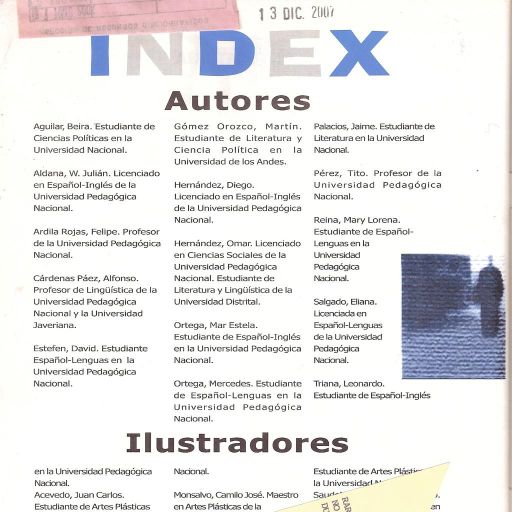 13 DIC. 2007
INDEX
Autores
Aguilar, Beira. Estudiante de
Ciencias Políticas en la
Universidad Nacional.
Aldana, W. Julián. Licenciado
en Español-Inglés de la
Universidad Pedagógica
Nacional.
Ardila Rojas, Felipe. Profesor
de la Universidad Pedagógica
Nacional.
Cárdenas Páez, Alfonso.
Profesor de Lingüística de la
Universidad Pedagógica
Nacional y la Universidad
Javeriana.
Estefen, David. Estudiante
Español-Lenguas en la
Universidad Pedagógica
Nacional.
Gómez Orozco, Martín.
Estudiante de Literatura y
Ciencia Política en la
Universidad de los Andes.
Hernández, Diego.
Licenciado en Español-Inglés
de la Universidad Pedagógica
Nacional.
Hernández, Omar. Licenciado
en Ciencias Sociales de la
Universidad Pedagógica
Nacional. Estudiante de
Literatura y Lingüística de la
Universidad Distrital.
Ortega, Mar Estela.
Estudiante de Español-Inglés
en la Universidad Pedagógica
Nacional.
Ortega, Mercedes. Estudiante
de Español-Lenguas en la
Universidad Pedagógica
Nacional.
Palacios, Jaime. Estudiante de
Literatura en la Universidad
Nacional.
Pérez, Tito. Profesor de la
Universidad Pedagógica
Nacional.
Reina, Mary Lorena.
Estudiante de Español-
Lenguas en la
Universidad
Pedagógica
Nacional.
Salgado, Eliana.
Licenciada en
Español-Lenguas
de la Universidad
Pedagógica
Nacional.
Triana, Leonardo.
Estudiante de Español-Inglés
Ilustradores
en la Universidad Pedagógica
Nacional.
Acevedo, Juan Carlos.
Estudiante de Artes Plásticas
Nacional.
Monsalvo, Camilo José. Maestro
en Artes Plásticas de la
Estudiante de Artes Plástic
la Universidad
en